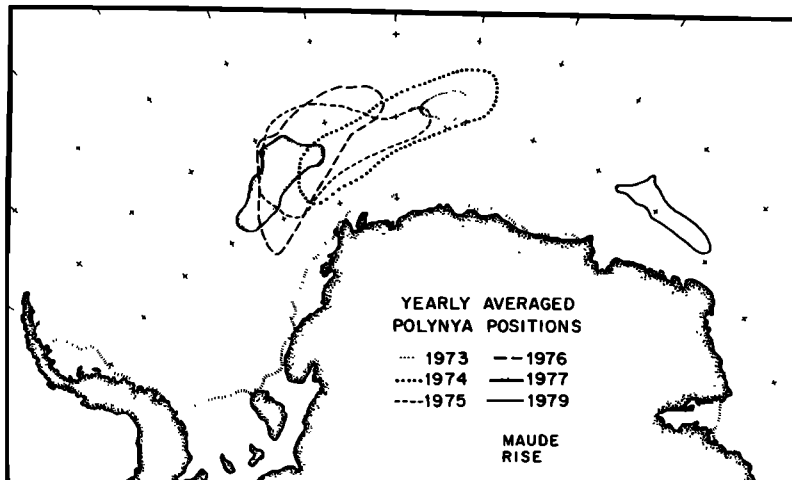 YEARLY AVERAGED
POLYNYA POSITIONS
1973
1976
1974
1977
1975
1979
MAUDE
RISE